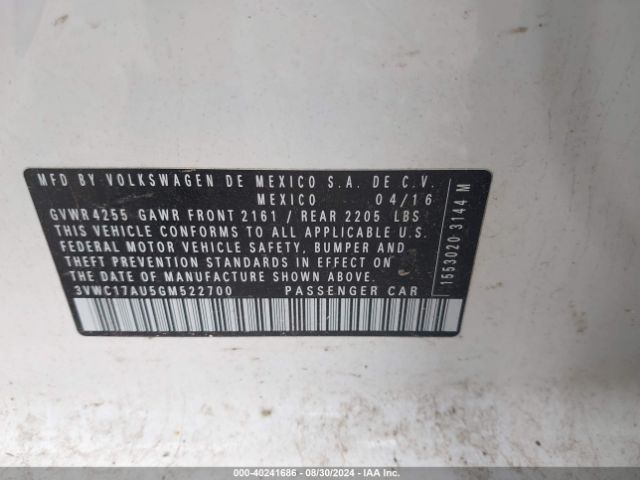 MFD BY VOLKSWAGEN DE MEXICO S.A. DE C.V.
MEXICO 04/16
GVWR 4255 GAWR FRONT 2161 / REAR 2205 LBS
THIS VEHICLE CONFORMS TO ALL APPLICABLE U.S.
FEDERAL MOTOR VEHICLE SAFETY, BUMPER AND
THEFT PREVENTION STANDARDS IN EFFECT ON
THE DATE OF MANUFACTURE SHOWN ABOVE.
3VWC17AU5GM522700 PASSENGER CAR
1553020 3144 M
000-40241686 - 08/30/2024 - IAA Inc.